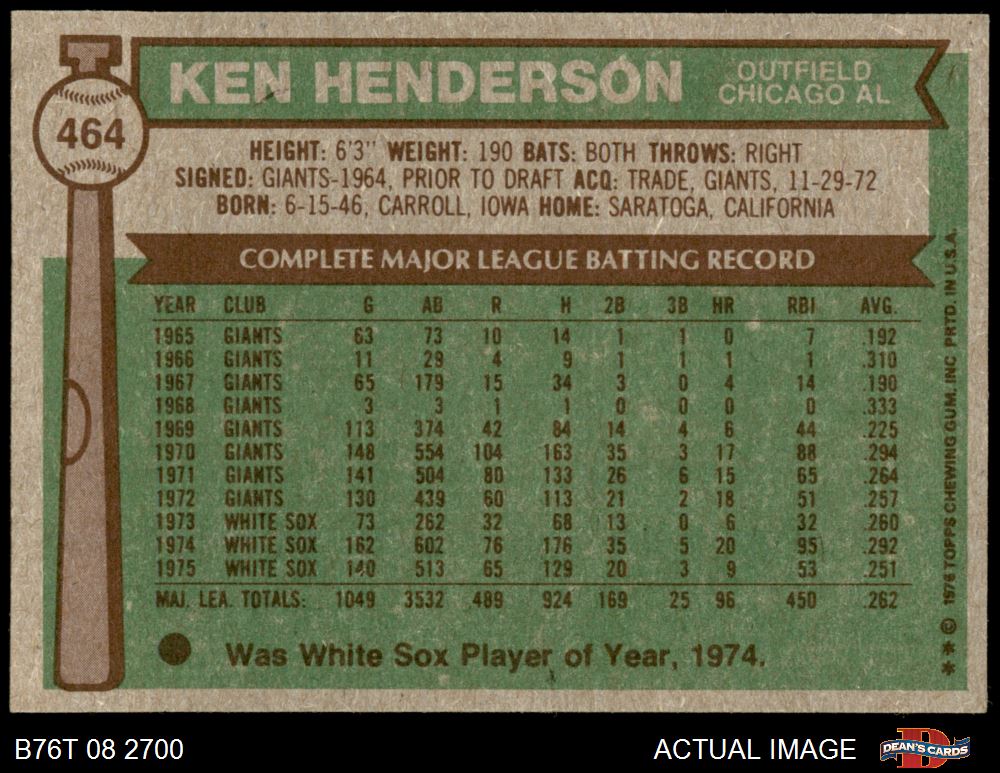 464
KEN HENDERSON
OUTFIELD
CHICAGO AL
HEIGHT: 6'3" WEIGHT: 190 BATS: BOTH THROWS: RIGHT
SIGNED: GIANTS-1964, PRIOR TO DRAFT ACQ: TRADE, GIANTS, 11-29-72
BORN: 6-15-46, CARROLL, IOWA HOME: SARATOGA, CALIFORNIA
COMPLETE MAJOR LEAGUE BATTING RECORD
YEAR CLUB G AB R H 2B 3B HR RBI AVG.
1965 GIANTS 63 73 10 14 1 1 0 7 .192
1966 GIANTS 11 29 4 9 1 1 1 1 .310
1967 GIANTS 65 179 15 34 3 0 4 14 .190
1968 GIANTS 3 3 1 1 0 0 0 0 .333
1969 GIANTS 113 374 42 84 14 4 6 44 .225
1970 GIANTS 148 554 104 163 35 3 17 88 .294
1971 GIANTS 141 504 80 133 26 6 15 65 .264
1972 GIANTS 130 439 60 113 21 2 18 51 .257
1973 WHITE SOX 73 262 32 68 13 0 6 32 .260
1974 WHITE SOX 162 602 76 176 35 5 20 95 .292
1975 WHITE SOX 140 513 65 129 20 3 9 53 .251
MAJ. LEA. TOTALS: 1049 3532 489 924 169 25 96 450 .262
Was White Sox Player of Year, 1974.
* * © 1976 TOPPS CHEWING GUM, INC PRTD. IN U.S.A.
B76T 08 2700
ACTUAL IMAGE
DEAN'S CARDS